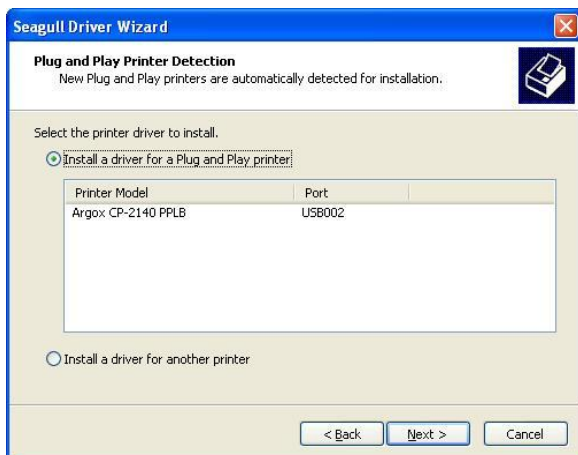 Seagull Driver Wizard
Plug and Play Printer Detection
New Plug and Play printers are automatically detected for installation.
Select the printer driver to install.
Install a driver for a Plug and Play printer
Printer Model Port
Argox CP-2140 PPLB USB002
Install a driver for another printer
< Back Next > Cancel